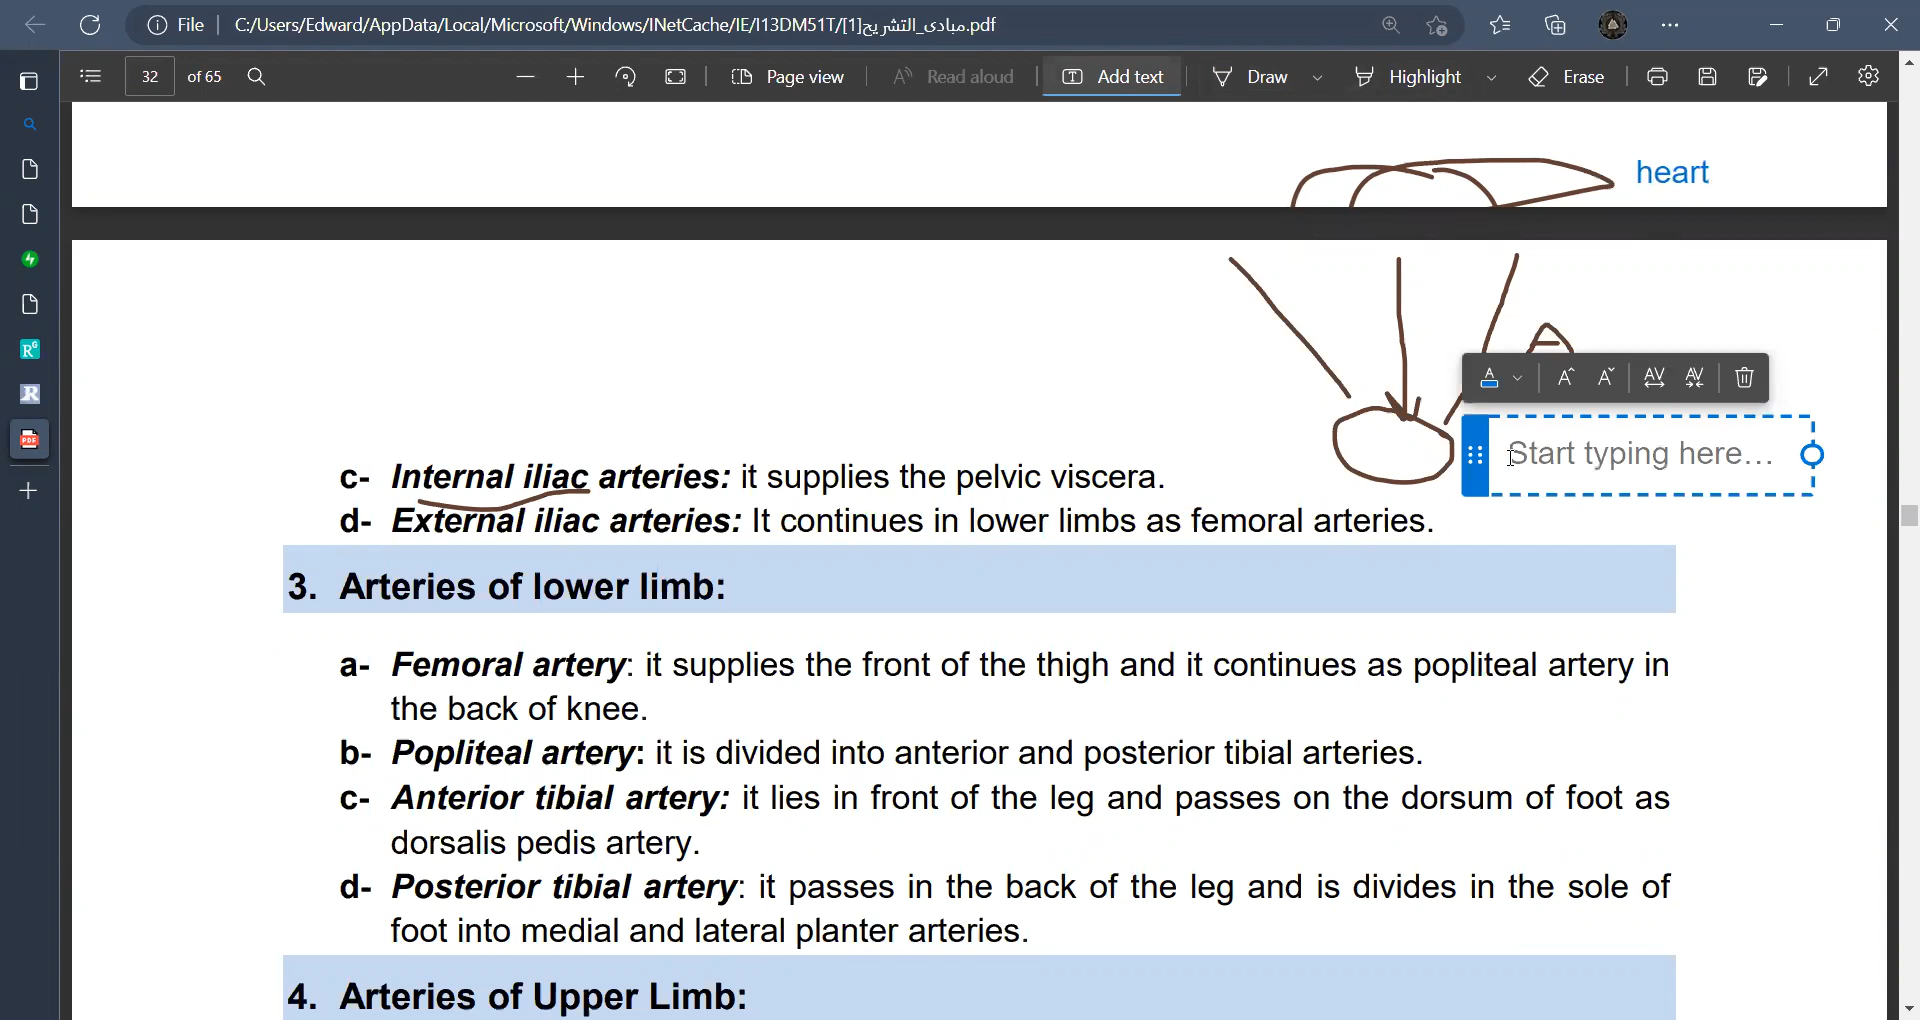 File C:/Users/Edward/AppData/Local/Microsoft/Windows/INetCache/IE/I13DM51T/[1]مبادى_التشريح.pdf
32 of 65 Page view Read aloud Add text Draw Highlight Erase
heart
A
Start typing here...
c- Internal iliac arteries: it supplies the pelvic viscera.
d- External iliac arteries: It continues in lower limbs as femoral arteries.
3. Arteries of lower limb:
a- Femoral artery: it supplies the front of the thigh and it continues as popliteal artery in
the back of knee.
b- Popliteal artery: it is divided into anterior and posterior tibial arteries.
c- Anterior tibial artery: it lies in front of the leg and passes on the dorsum of foot as
dorsalis pedis artery.
d- Posterior tibial artery: it passes in the back of the leg and is divides in the sole of
foot into medial and lateral planter arteries.
4. Arteries of Upper Limb: